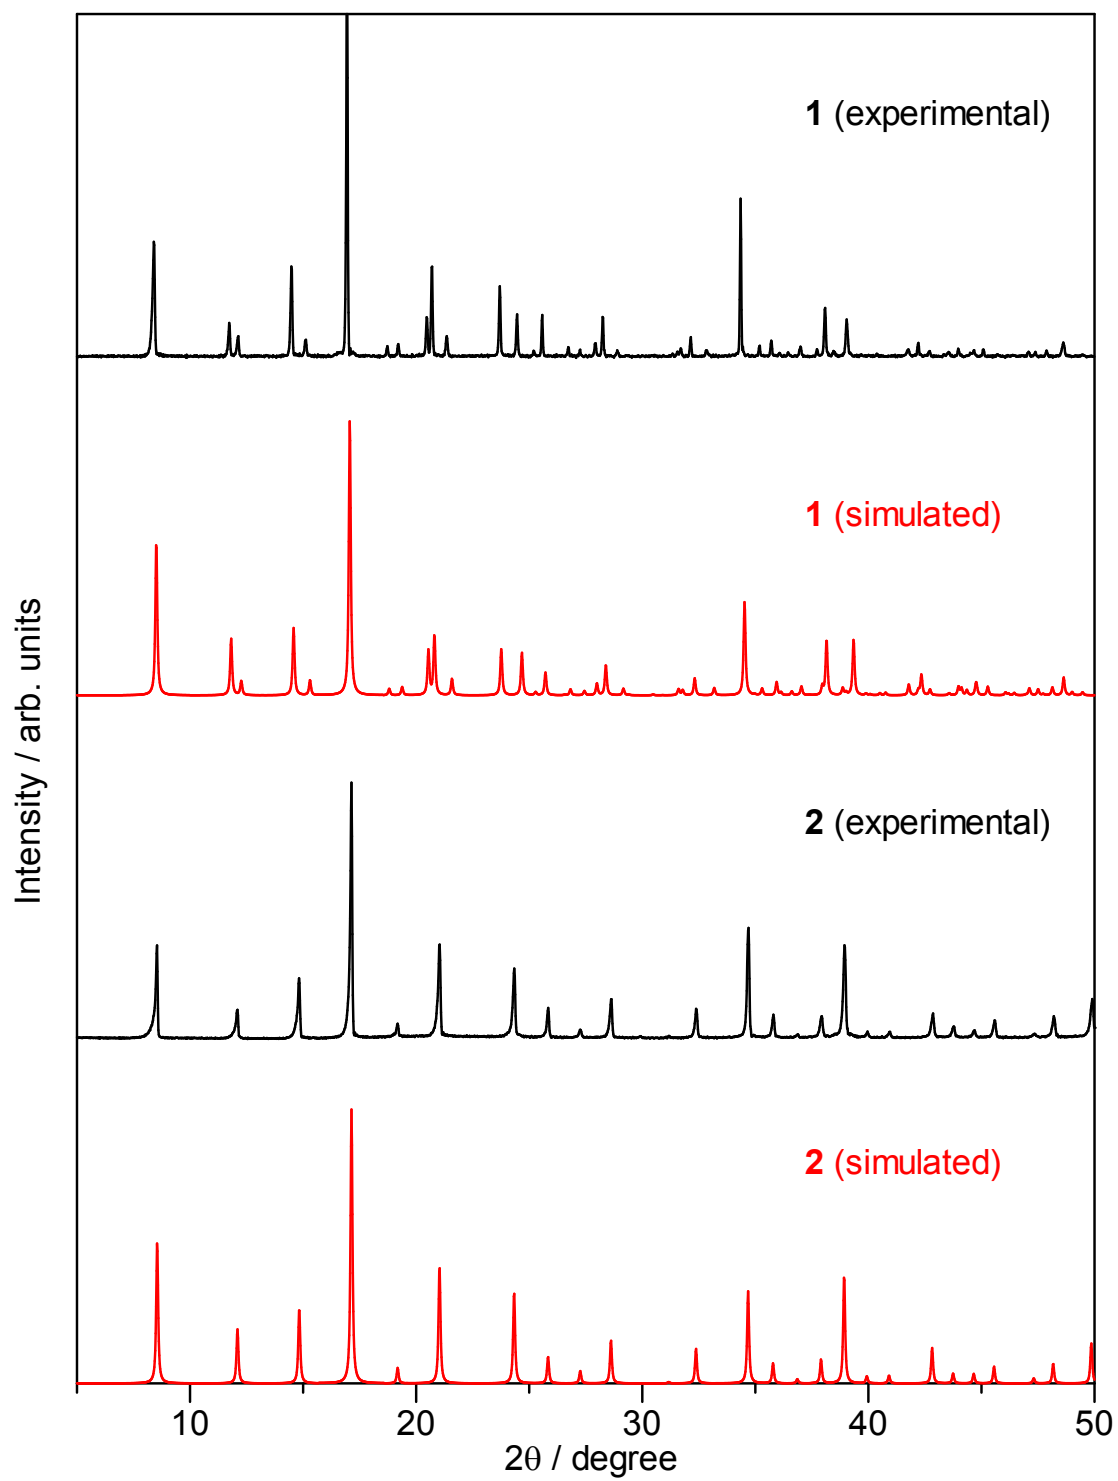 1 (experimental)
1 (simulated)
2 (experimental)
2 (simulated)
Intensity / arb. units
10 20 30 40 50
2θ / degree